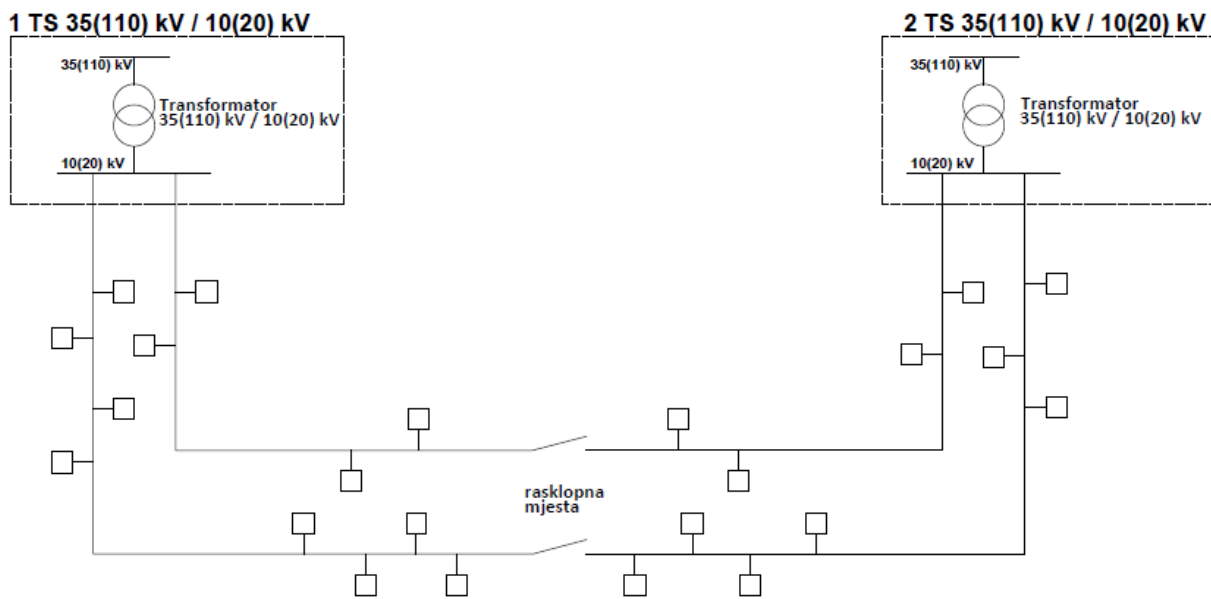 1 TS 35(110) kV / 10(20) kV
35(110) kV
Transformator
35(110) kV / 10(20) kV
10(20) kV
2 TS 35(110) kV / 10(20) kV
35(110) kV
Transformator
35(110) kV / 10(20) kV
10(20) kV
rasklopna
mjesta